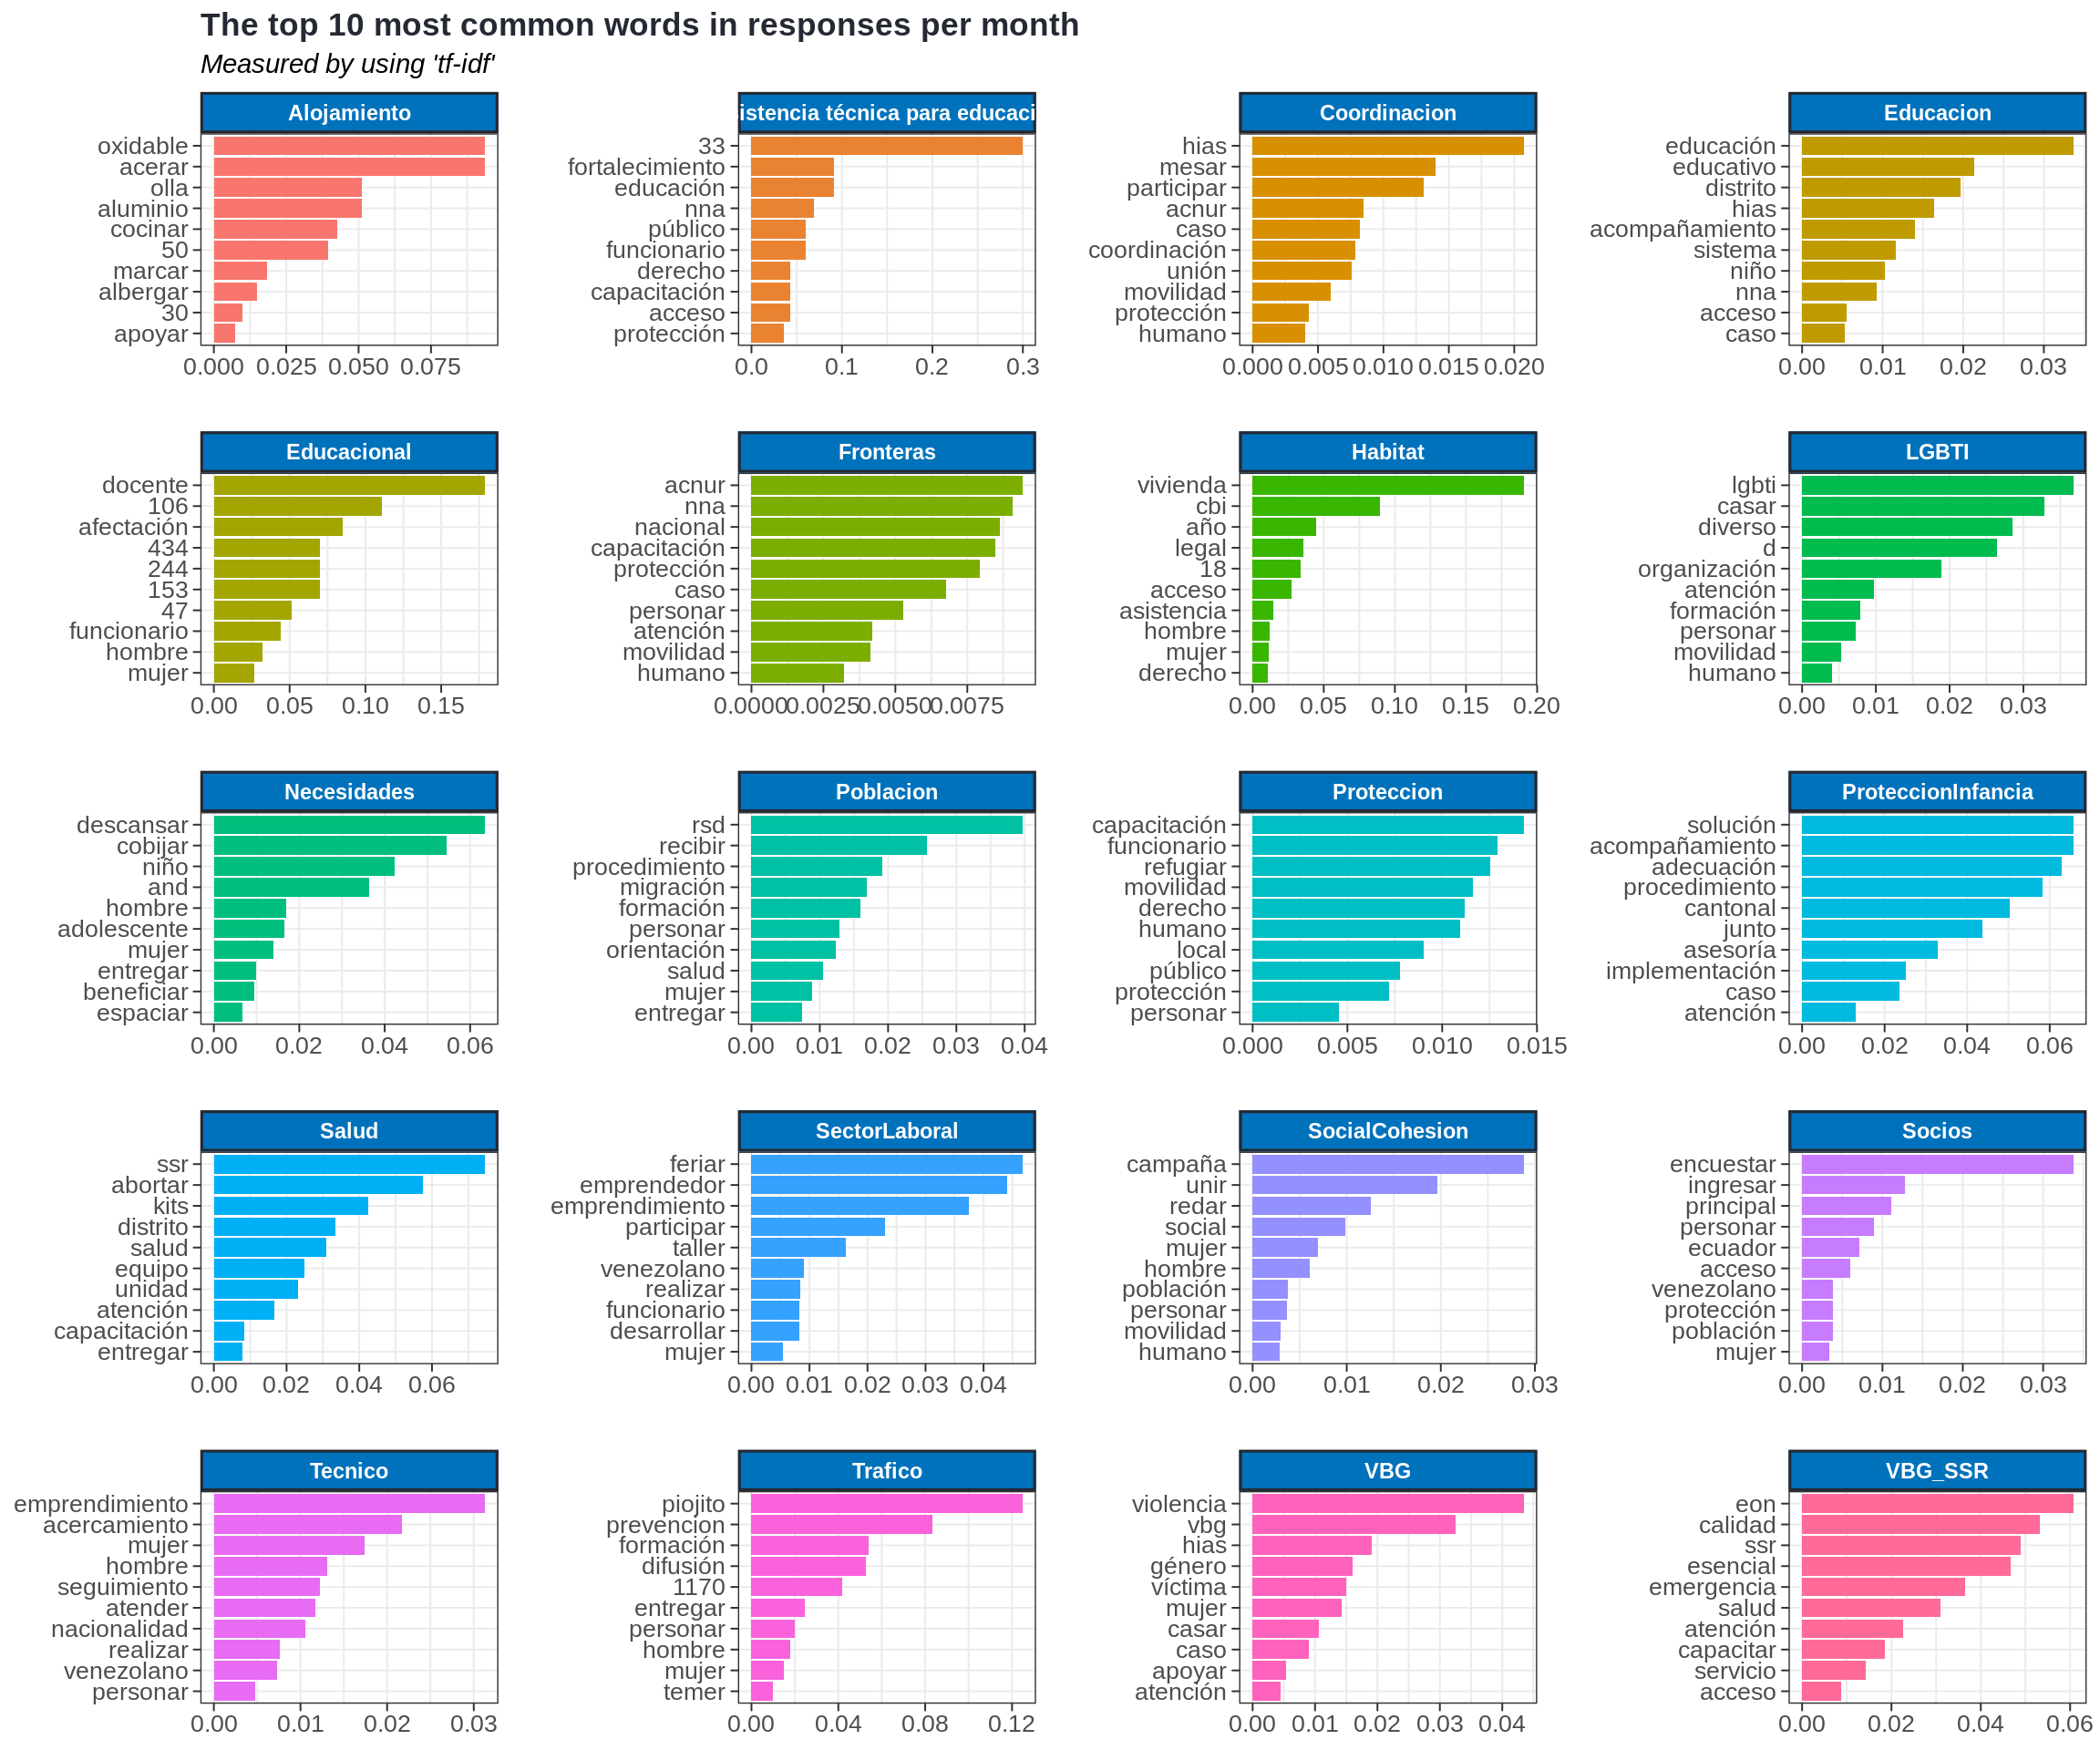 The top 10 most common words in responses per month
Measured by using 'tf-idf'
Alojamiento
oxidable
acerar
olla
aluminio
cocinar
50
marcar
albergar
30
apoyar
0.000 0.025 0.050 0.075
istencia técnica para educaci
33
fortalecimiento
educación
nna
público
funcionario
derecho
capacitación
acceso
protección
0.0 0.1 0.2 0.3
Coordinacion
hias
mesar
participar
acnur
caso
coordinación
unión
movilidad
protección
humano
0.000 0.005 0.010 0.015 0.020
Educacion
educación
educativo
distrito
hias
acompañamiento
sistema
niño
nna
acceso
caso
0.00 0.01 0.02 0.03
Educacional
docente
106
afectación
434
244
153
47
funcionario
hombre
mujer
0.00 0.05 0.10 0.15
Fronteras
acnur
nna
nacional
capacitación
protección
caso
personar
atención
movilidad
humano
0.0000 0.0025 0.0050 0.0075
Habitat
vivienda
cbi
año
legal
18
acceso
asistencia
hombre
mujer
derecho
0.00 0.05 0.10 0.15 0.20
LGBTI
lgbti
casar
diverso
d
organización
atención
formación
personar
movilidad
humano
0.00 0.01 0.02 0.03
Necesidades
descansar
cobijar
niño
and
hombre
adolescente
mujer
entregar
beneficiar
espaciar
0.00 0.02 0.04 0.06
Poblacion
rsd
recibir
procedimiento
migración
formación
personar
orientación
salud
mujer
entregar
0.00 0.01 0.02 0.03 0.04
Proteccion
capacitación
funcionario
refugiar
movilidad
derecho
humano
local
público
protección
personar
0.000 0.005 0.010 0.015
ProteccionInfancia
solución
acompañamiento
adecuación
procedimiento
cantonal
junto
asesoría
implementación
caso
atención
0.00 0.02 0.04 0.06
Salud
ssr
abortar
kits
distrito
salud
equipo
unidad
atención
capacitación
entregar
0.00 0.02 0.04 0.06
SectorLaboral
feriar
emprendedor
emprendimiento
participar
taller
venezolano
realizar
funcionario
desarrollar
mujer
0.00 0.01 0.02 0.03 0.04
SocialCohesion
campaña
unir
redar
social
mujer
hombre
población
personar
movilidad
humano
0.00 0.01 0.02 0.03
Socios
encuestar
ingresar
principal
personar
ecuador
acceso
venezolano
protección
población
mujer
0.00 0.01 0.02 0.03
Tecnico
emprendimiento
acercamiento
mujer
hombre
seguimiento
atender
nacionalidad
realizar
venezolano
personar
0.00 0.01 0.02 0.03
Trafico
piojito
prevencion
formación
difusión
1170
entregar
personar
hombre
mujer
temer
0.00 0.04 0.08 0.12
VBG
violencia
vbg
hias
género
víctima
mujer
casar
caso
apoyar
atención
0.00 0.01 0.02 0.03 0.04
VBG_SSR
eon
calidad
ssr
esencial
emergencia
salud
atención
capacitar
servicio
acceso
0.00 0.02 0.04 0.06